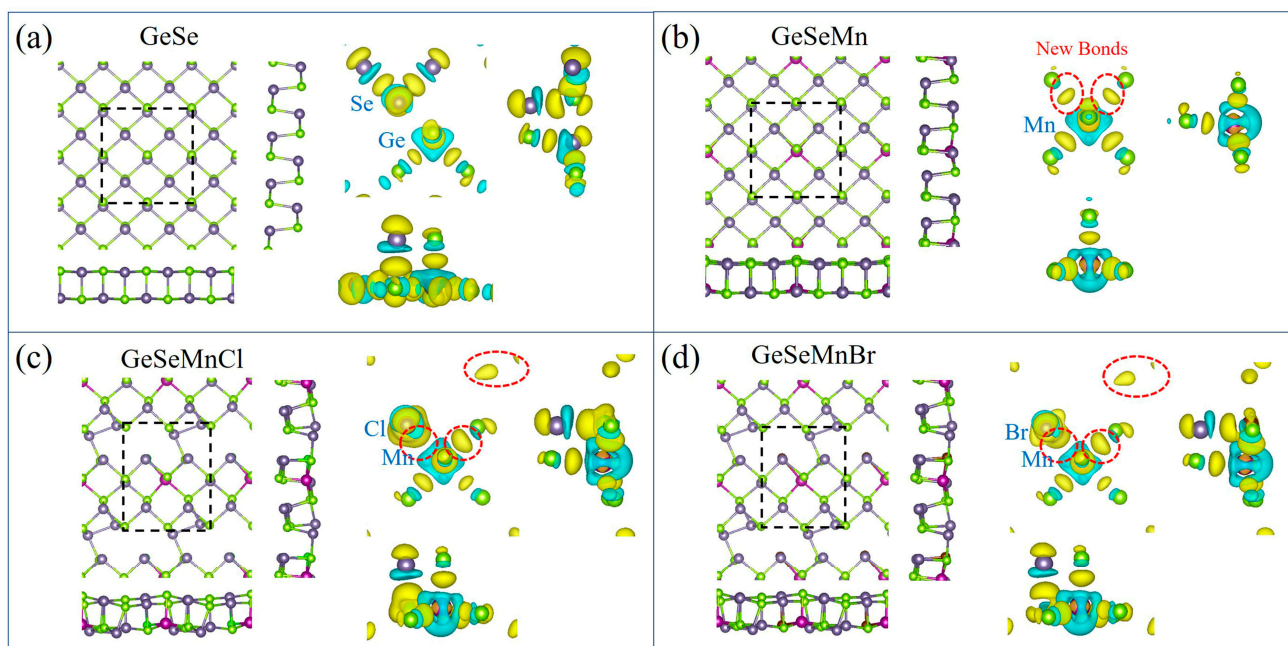 (a)
GeSe
Se
Ge
(b)
GeSeMn
New Bonds
Mn
(c)
GeSeMnCl
Cl
Mn
(d)
GeSeMnBr
Br
Mn